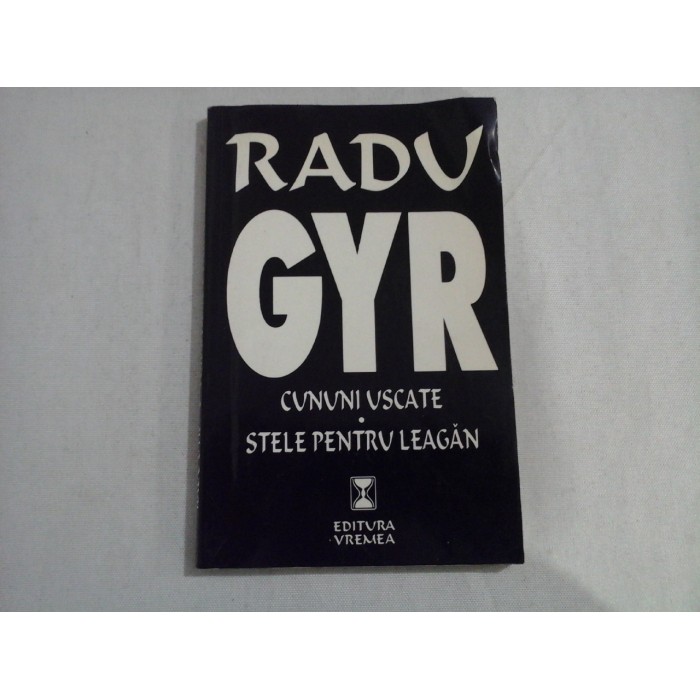 RADU
GYR
CUNUNI USCATE
•
STELE PENTRU LEAGĂN
EDITURA
VREMEA